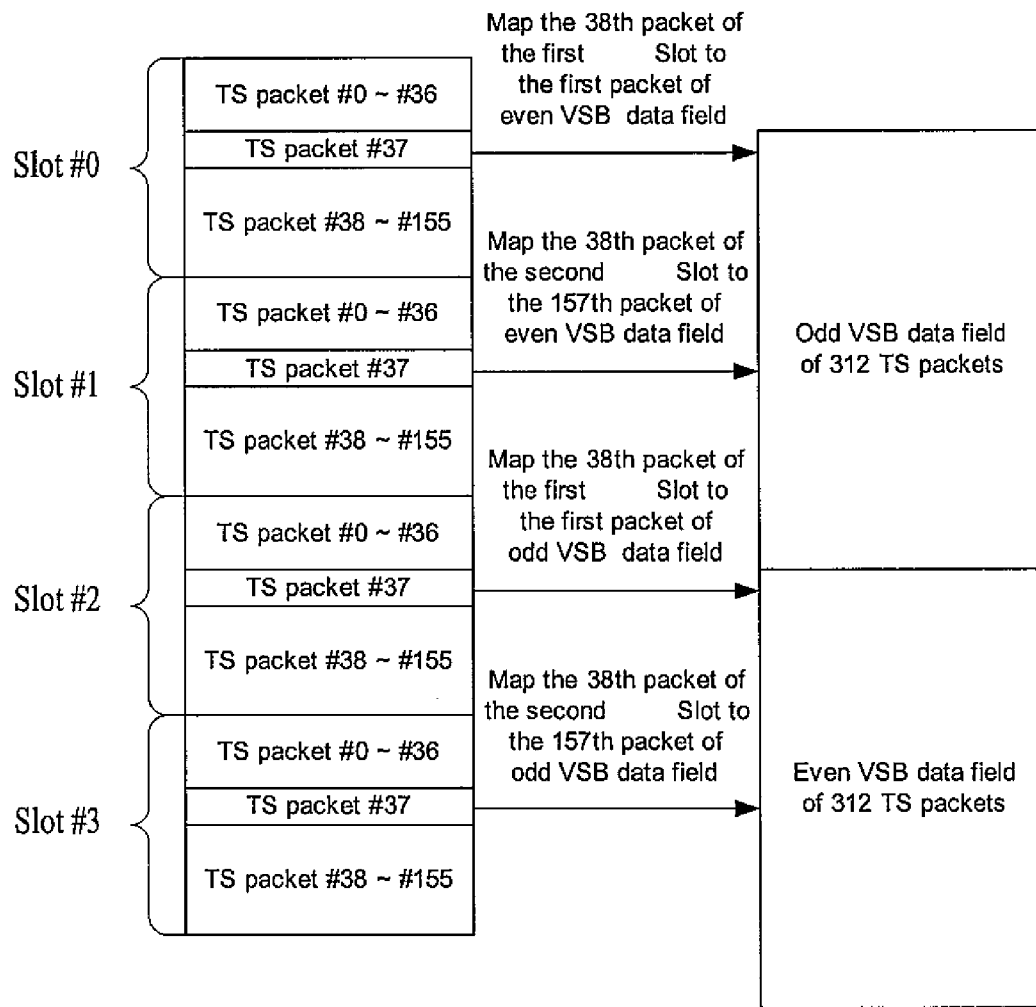 Map the 38th packet of
the first Slot to
the first packet of
even VSB data field
Slot #0
TS packet #0 ~ #36
TS packet #37
TS packet #38 ~ #155
Map the 38th packet of
the second Slot to
the 157th packet of
even VSB data field
Slot #1
TS packet #0 ~ #36
TS packet #37
TS packet #38 ~ #155
Odd VSB data field
of 312 TS packets
Map the 38th packet of
the first Slot to
the first packet of
odd VSB data field
Slot #2
TS packet #0 ~ #36
TS packet #37
TS packet #38 ~ #155
Map the 38th packet of
the second Slot to
the 157th packet of
odd VSB data field
Slot #3
TS packet #0 ~ #36
TS packet #37
TS packet #38 ~ #155
Even VSB data field
of 312 TS packets